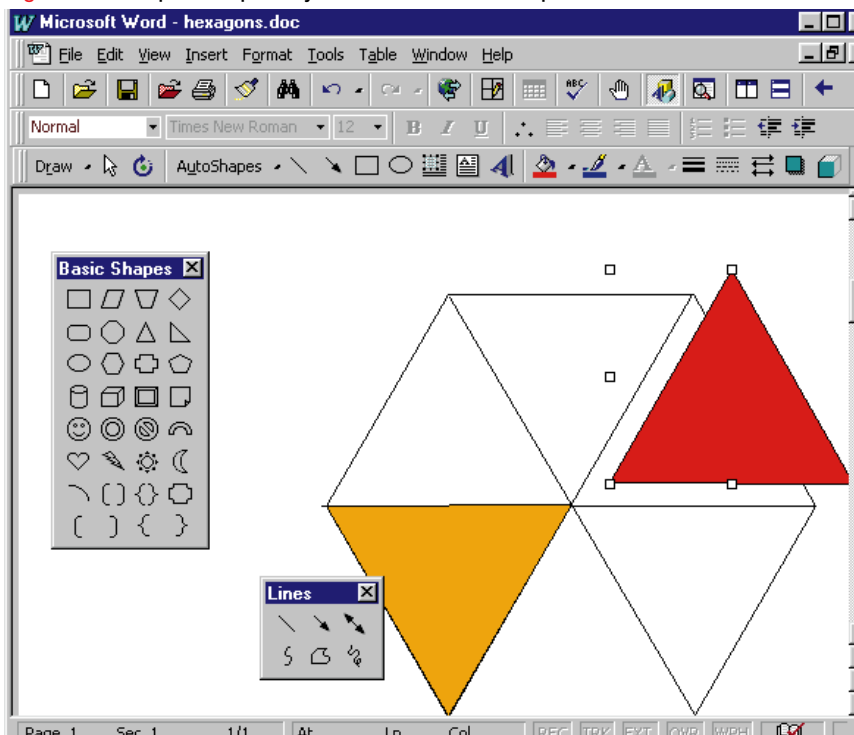 Microsoft Word - hexagons.doc
File Edit View Insert Format Tools Table Window Help
ABC
Normal Times New Roman 12 B I U
Draw AutoShapes
Basic Shapes
Lines
Page 1 Sec 1 1/1 At Ln Col REC TRK EXT OVR WPH